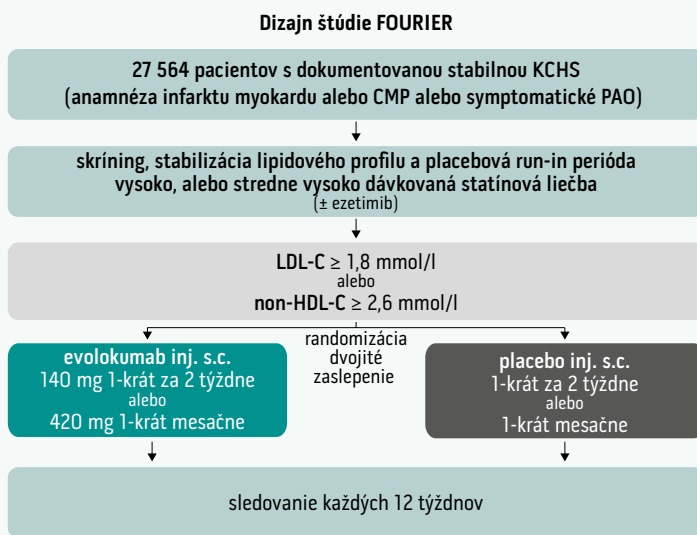 Dizajn štúdie FOURIER
27 564 pacientov s dokumentovanou stabilnou KCHS
(anamnéza infarktu myokardu alebo CMP alebo symptomatické PAO)
skríning, stabilizácia lipidového profilu a placebová run-in perióda
vysoko, alebo stredne vysoko dávkovaná statínová liečba
(± ezetimib)
LDL-C ≥ 1,8 mmol/l
alebo
non-HDL-C ≥ 2,6 mmol/l
randomizácia
dvojité
zaslepenie
evolokumab inj. s.c.
140 mg 1-krát za 2 týždne
alebo
420 mg 1-krát mesačne
placebo inj. s.c.
1-krát za 2 týždne
alebo
1-krát mesačne
sledovanie každých 12 týždnov